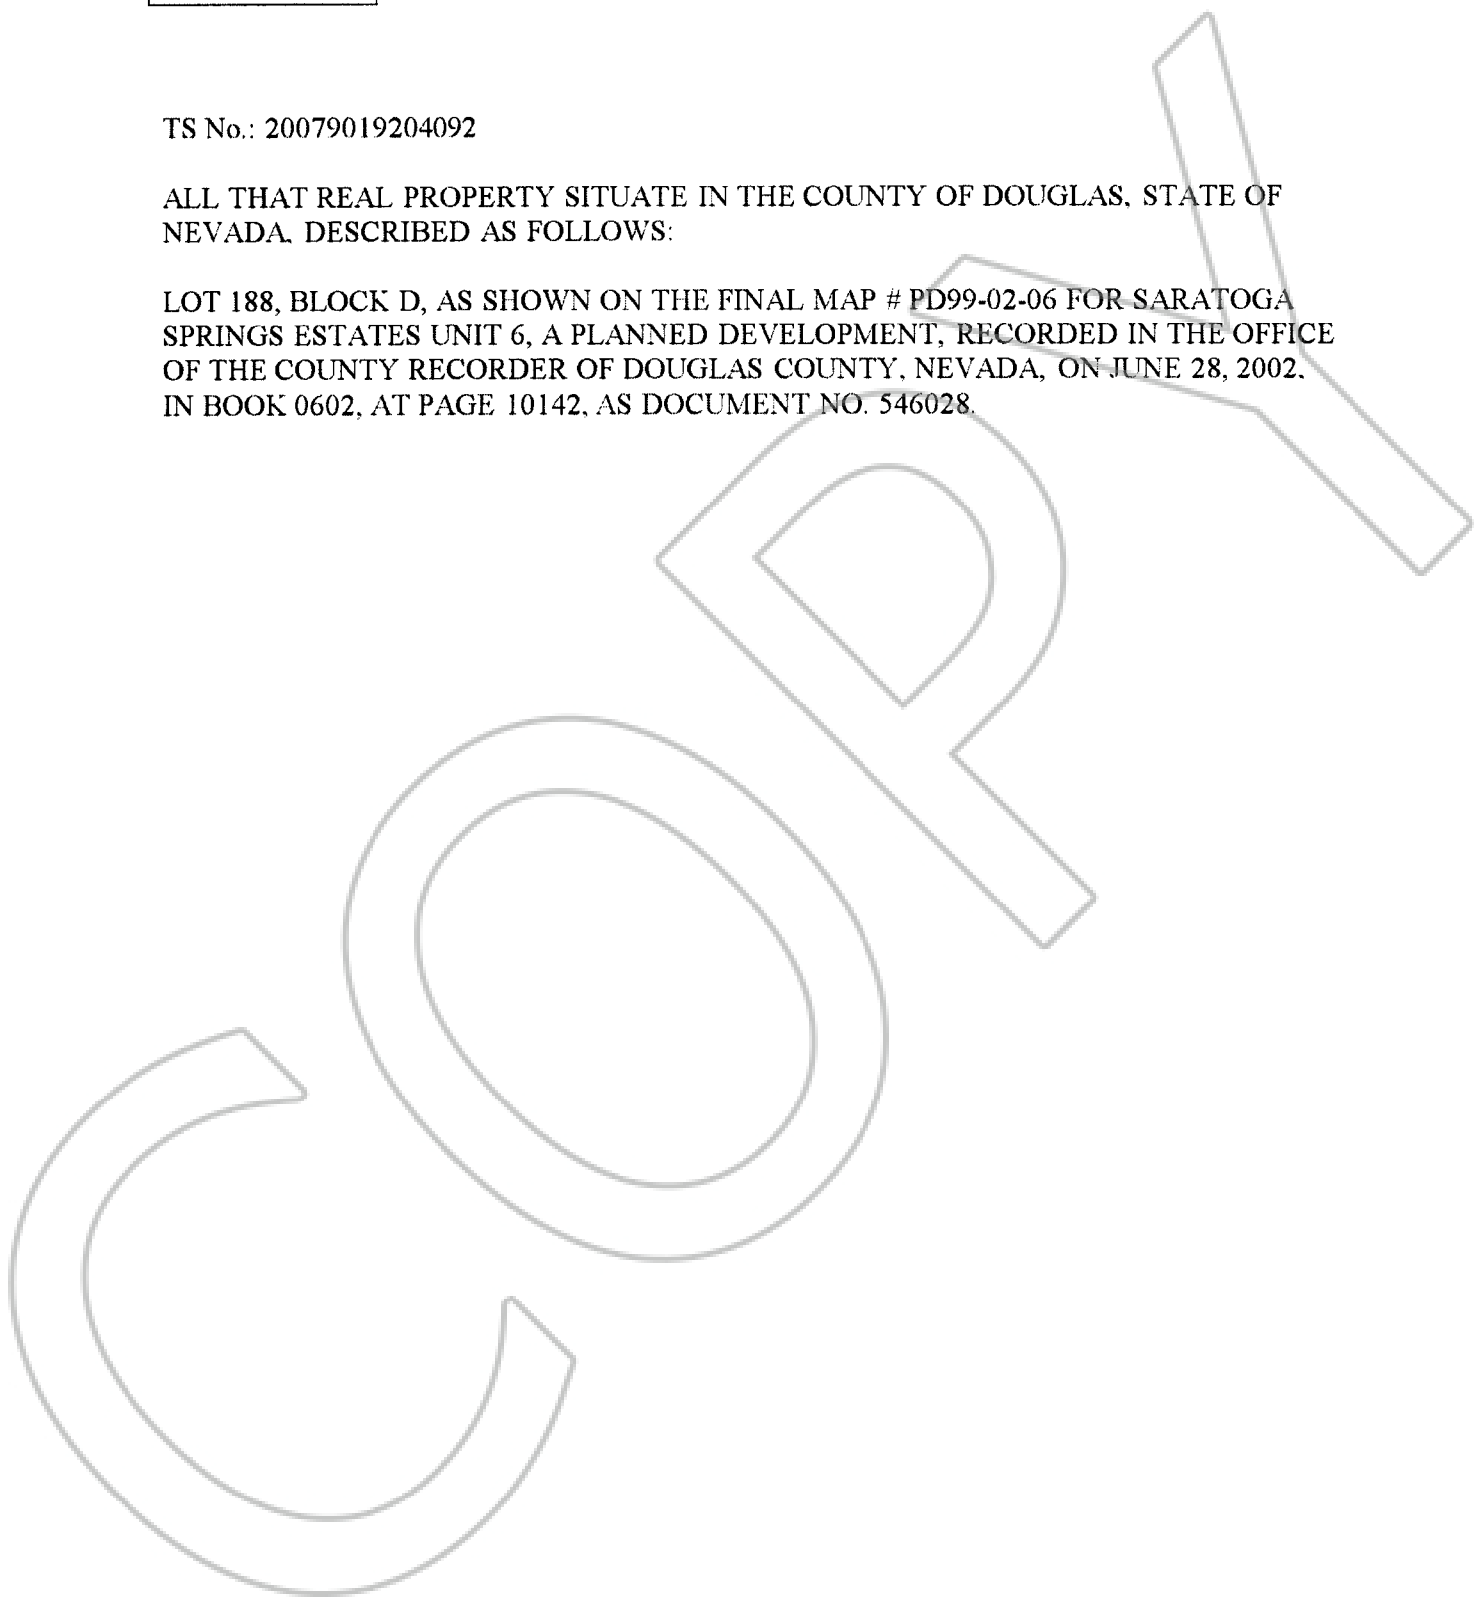 TS No.: 20079019204092
ALL THAT REAL PROPERTY SITUATE IN THE COUNTY OF DOUGLAS, STATE OF
NEVADA, DESCRIBED AS FOLLOWS:
LOT 188, BLOCK D, AS SHOWN ON THE FINAL MAP # PD99-02-06 FOR SARATOGA
SPRINGS ESTATES UNIT 6, A PLANNED DEVELOPMENT, RECORDED IN THE OFFICE
OF THE COUNTY RECORDER OF DOUGLAS COUNTY, NEVADA, ON JUNE 28, 2002,
IN BOOK 0602, AT PAGE 10142, AS DOCUMENT NO. 546028.
COPY